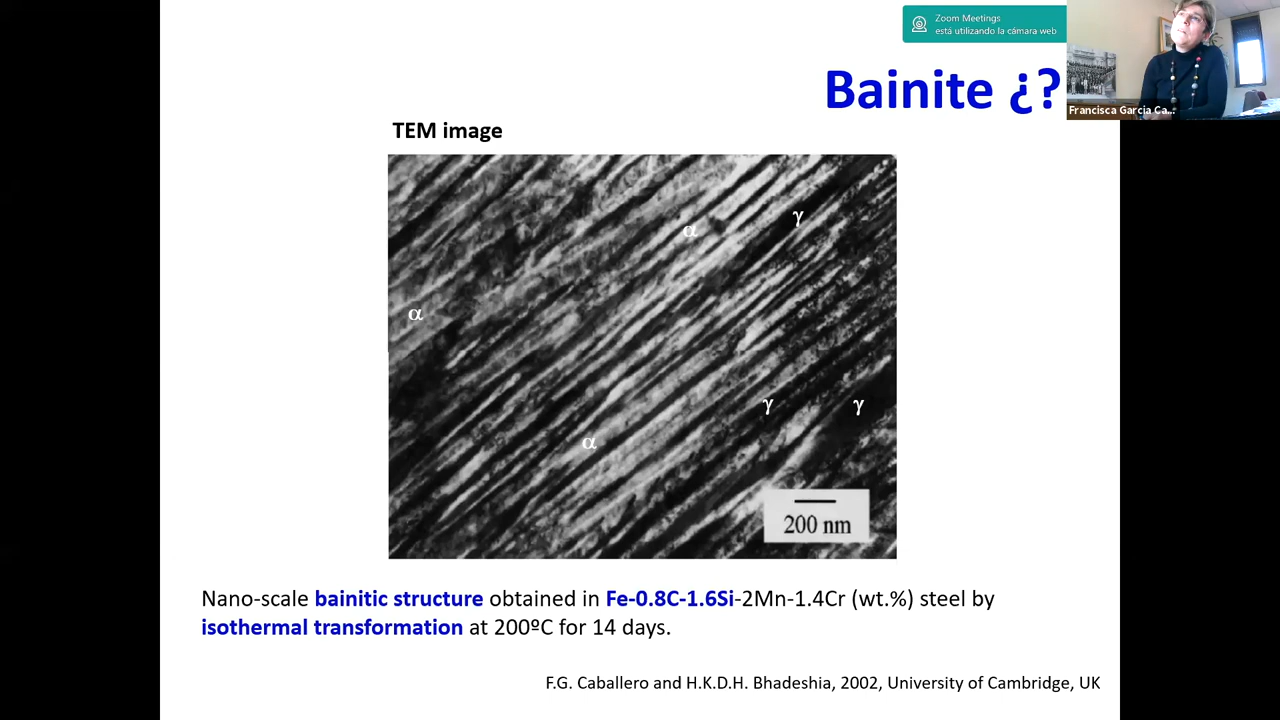 Zoom Meetings
está utilizando la cámara web
Bainite ¿?
Francisca Garcia Ca...
TEM image
α
γ
α
γ
γ
α
200 nm
Nano-scale bainitic structure obtained in Fe-0.8C-1.6Si-2Mn-1.4Cr (wt.%) steel by
isothermal transformation at 200ºC for 14 days.
F.G. Caballero and H.K.D.H. Bhadeshia, 2002, University of Cambridge, UK